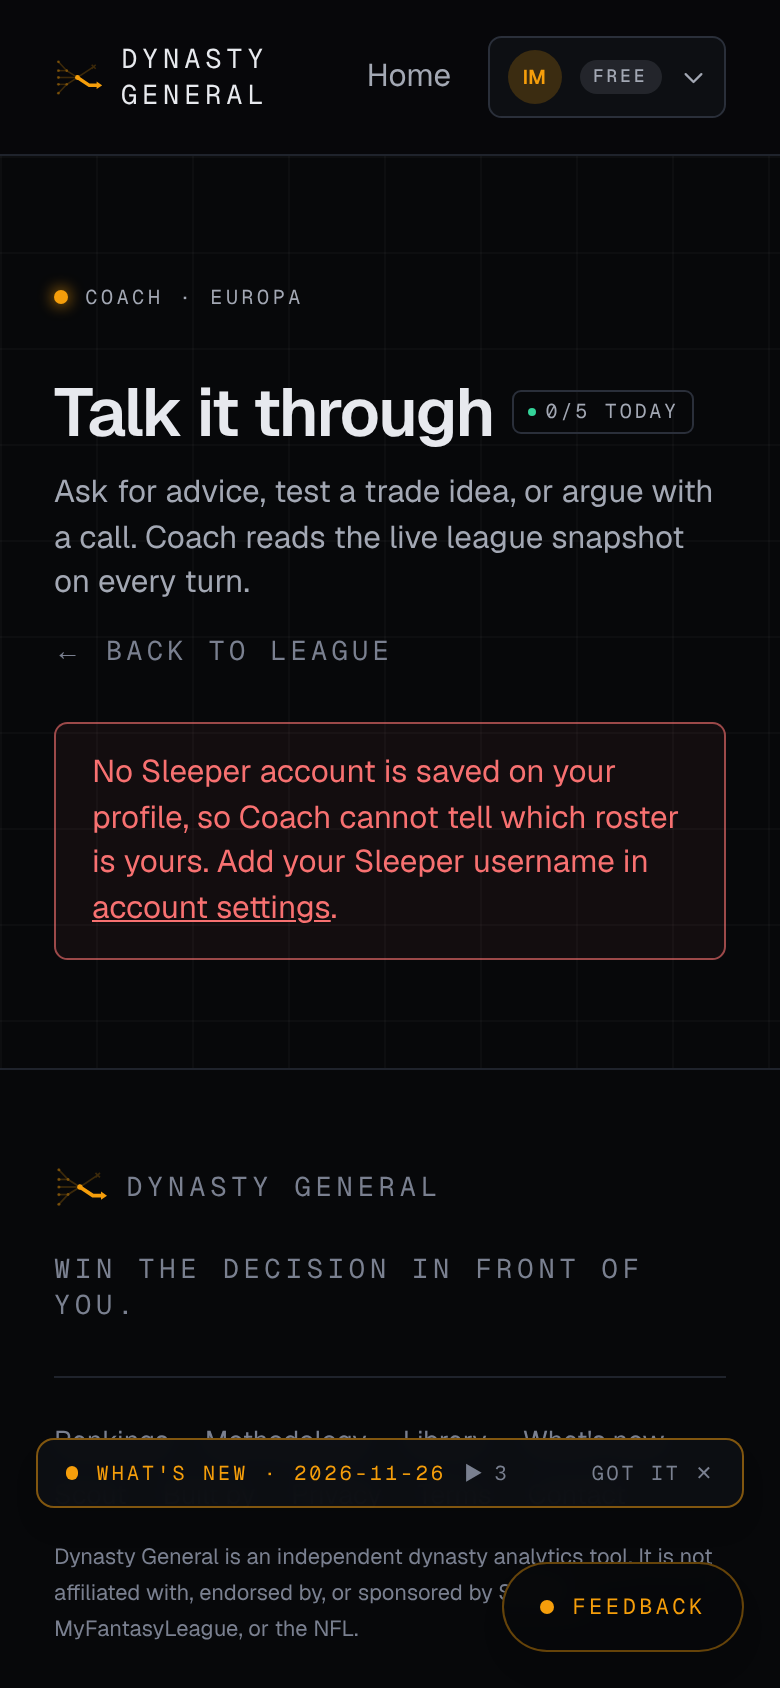 DYNASTY
GENERAL
Home
IM
FREE
COACH · EUROPA
Talk it through
0/5 TODAY
Ask for advice, test a trade idea, or argue with
a call. Coach reads the live league snapshot
on every turn.
← BACK TO LEAGUE
No Sleeper account is saved on your
profile, so Coach cannot tell which roster
is yours. Add your Sleeper username in
account settings.
DYNASTY GENERAL
WIN THE DECISION IN FRONT OF
YOU.
Rankings Methodology Library What's new
WHAT'S NEW · 2026-11-26 ▶ 3 GOT IT ✕
Dynasty General is an independent dynasty analytics tool. It is not
affiliated with, endorsed by, or sponsored by
MyFantasyLeague, or the NFL.
FEEDBACK